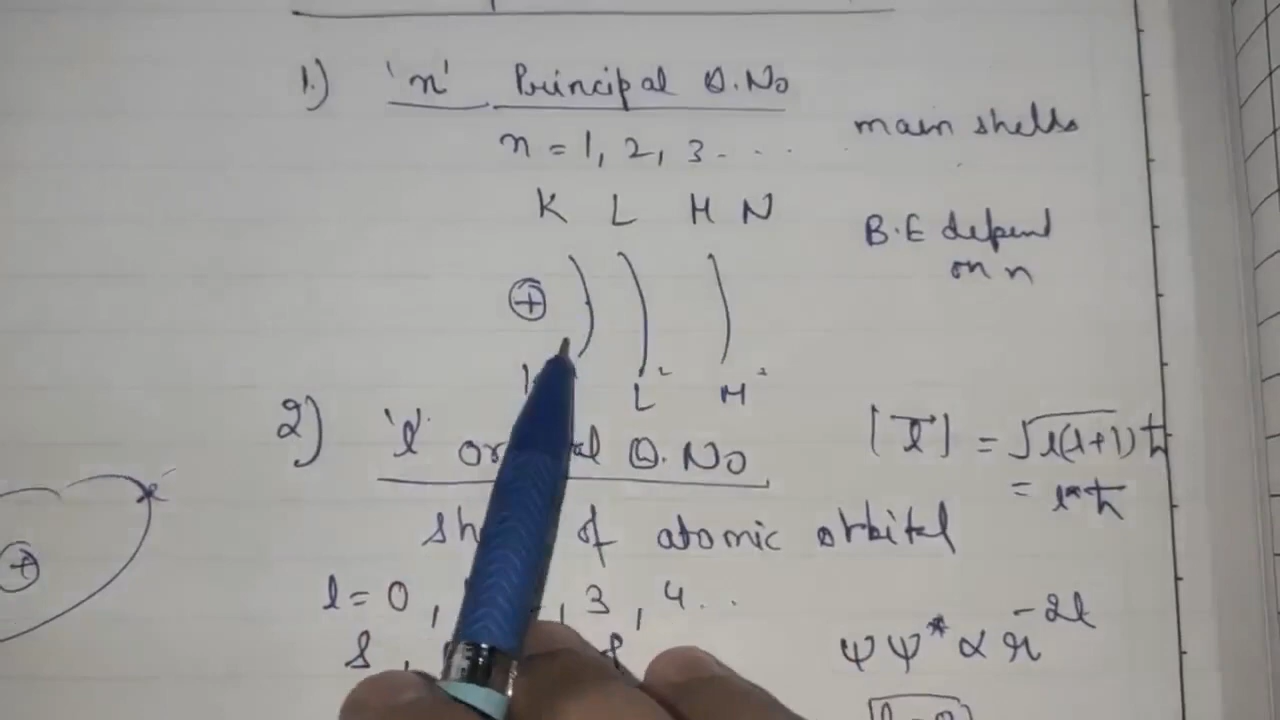 1.) 'n' Principal Q.No
n = 1, 2, 3 - - -
main shells
K L M N
B.E depend
on n
+
L M
2) 'l' Q.No
|l| = √l(l+1) ħ
= l*ħ
of atomic orbital
l = 0, , 3, 4..
s,
ψψ* ∝ r^-2l
+